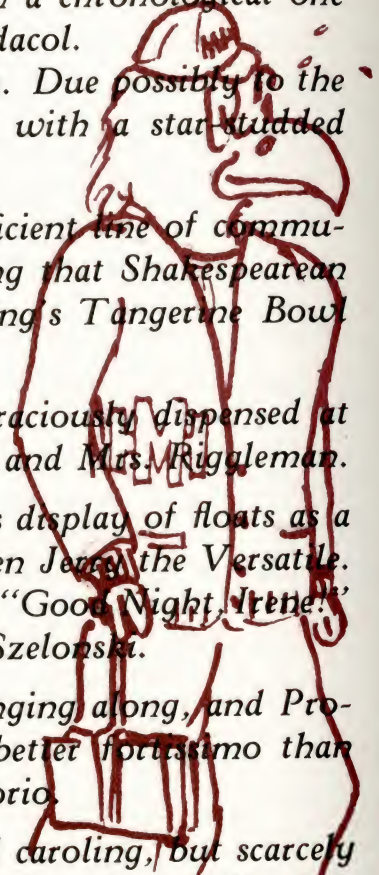 a chronological one
dacol.
. Due possibly to the
with a star-studded
icient line of commu-
ng that Shakespearean
ng's Tangerine Bowl
raciously dispensed at
and Mrs. Riggleman.
s display of floats as a
en Jerry the Versatile.
"Good Night, Irene!"
Szelonski.
nging along, and Pro-
better fortissimo than
orio.
caroling, but scarcely
M